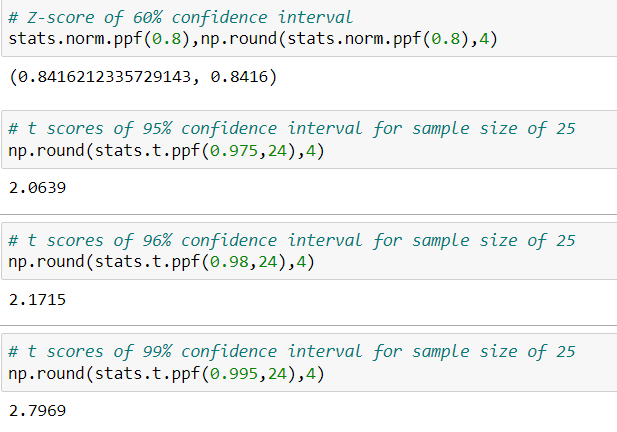 # Z-score of 60% confidence interval
stats.norm.ppf(0.8),np.round(stats.norm.ppf(0.8),4)
(0.8416212335729143, 0.8416)
# t scores of 95% confidence interval for sample size of 25
np.round(stats.t.ppf(0.975,24),4)
2.0639
# t scores of 96% confidence interval for sample size of 25
np.round(stats.t.ppf(0.98,24),4)
2.1715
# t scores of 99% confidence interval for sample size of 25
np.round(stats.t.ppf(0.995,24),4)
2.7969